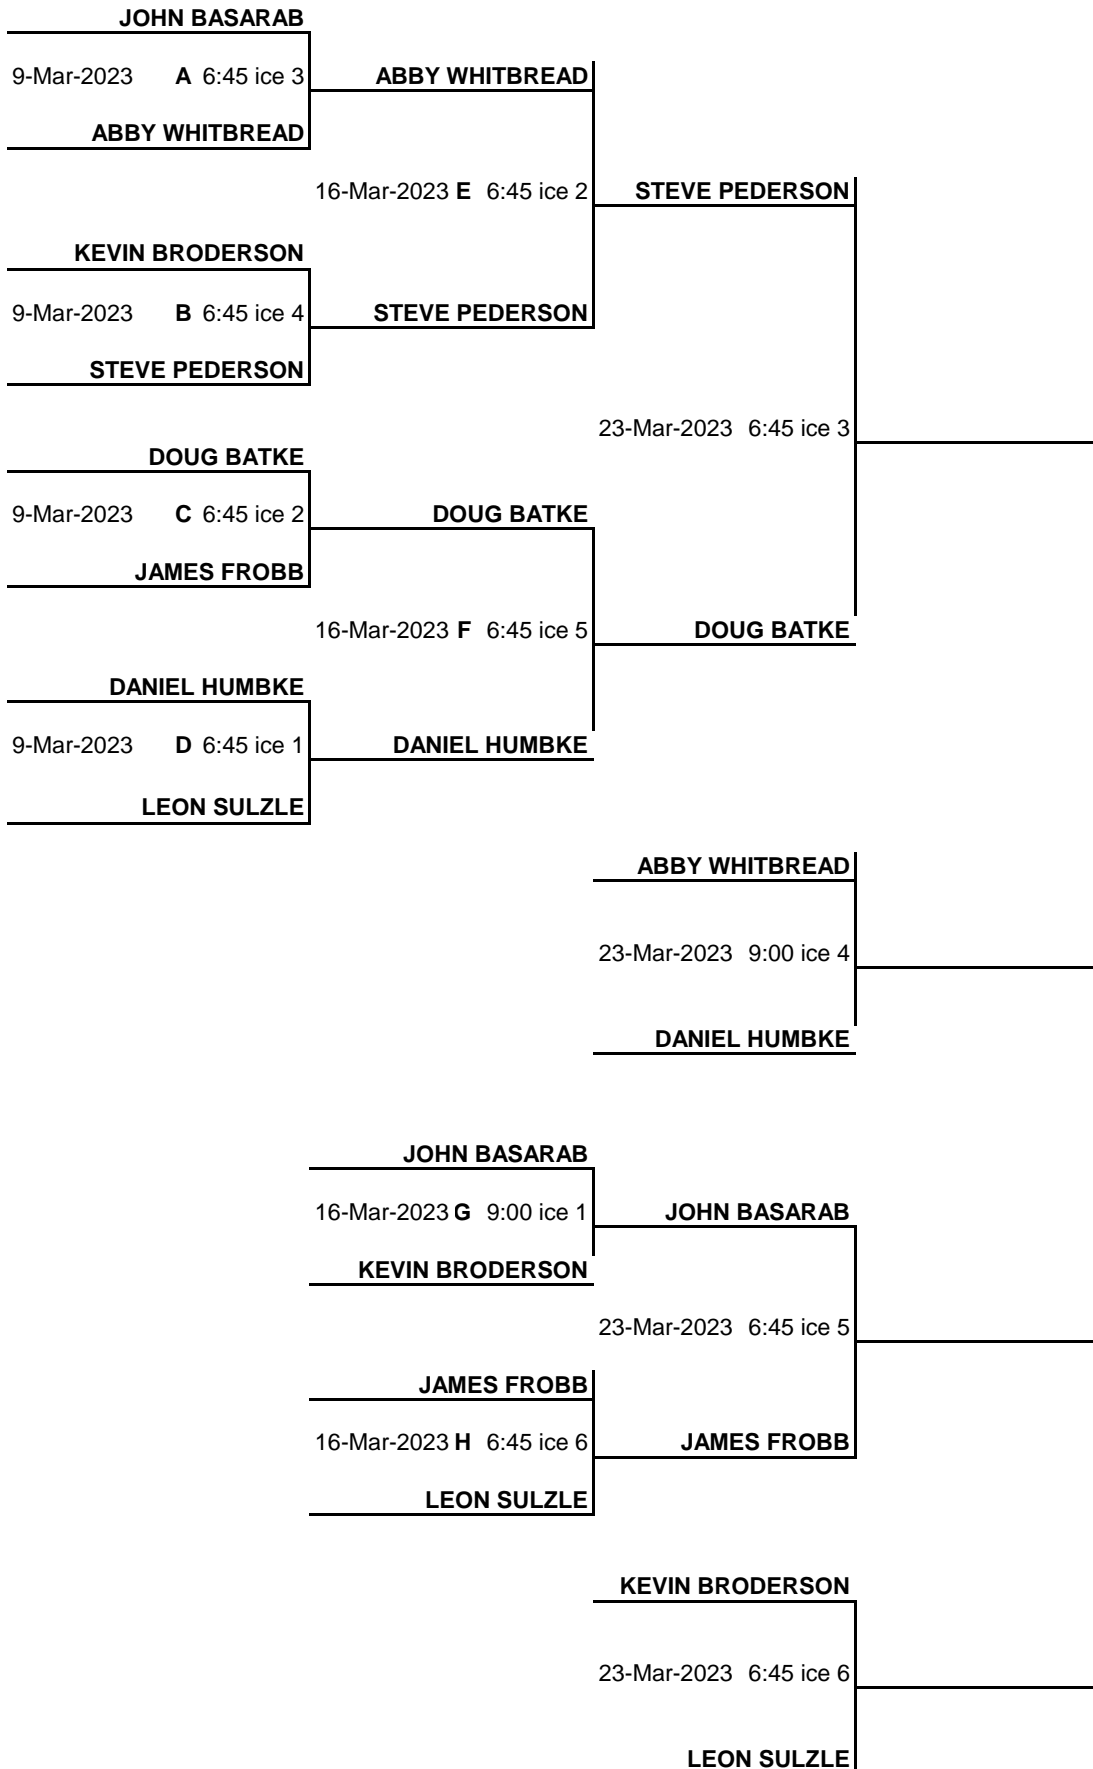 JOHN BASARAB
9-Mar-2023 A 6:45 ice 3 ABBY WHITBREAD
ABBY WHITBREAD
16-Mar-2023 E 6:45 ice 2 STEVE PEDERSON
KEVIN BRODERSON
9-Mar-2023 B 6:45 ice 4 STEVE PEDERSON
STEVE PEDERSON
23-Mar-2023 6:45 ice 3
DOUG BATKE
9-Mar-2023 C 6:45 ice 2 DOUG BATKE
JAMES FROBB
16-Mar-2023 F 6:45 ice 5 DOUG BATKE
DANIEL HUMBKE
9-Mar-2023 D 6:45 ice 1 DANIEL HUMBKE
LEON SULZLE
ABBY WHITBREAD
23-Mar-2023 9:00 ice 4
DANIEL HUMBKE
JOHN BASARAB
16-Mar-2023 G 9:00 ice 1 JOHN BASARAB
KEVIN BRODERSON
23-Mar-2023 6:45 ice 5
JAMES FROBB
16-Mar-2023 H 6:45 ice 6 JAMES FROBB
LEON SULZLE
KEVIN BRODERSON
23-Mar-2023 6:45 ice 6
LEON SULZLE